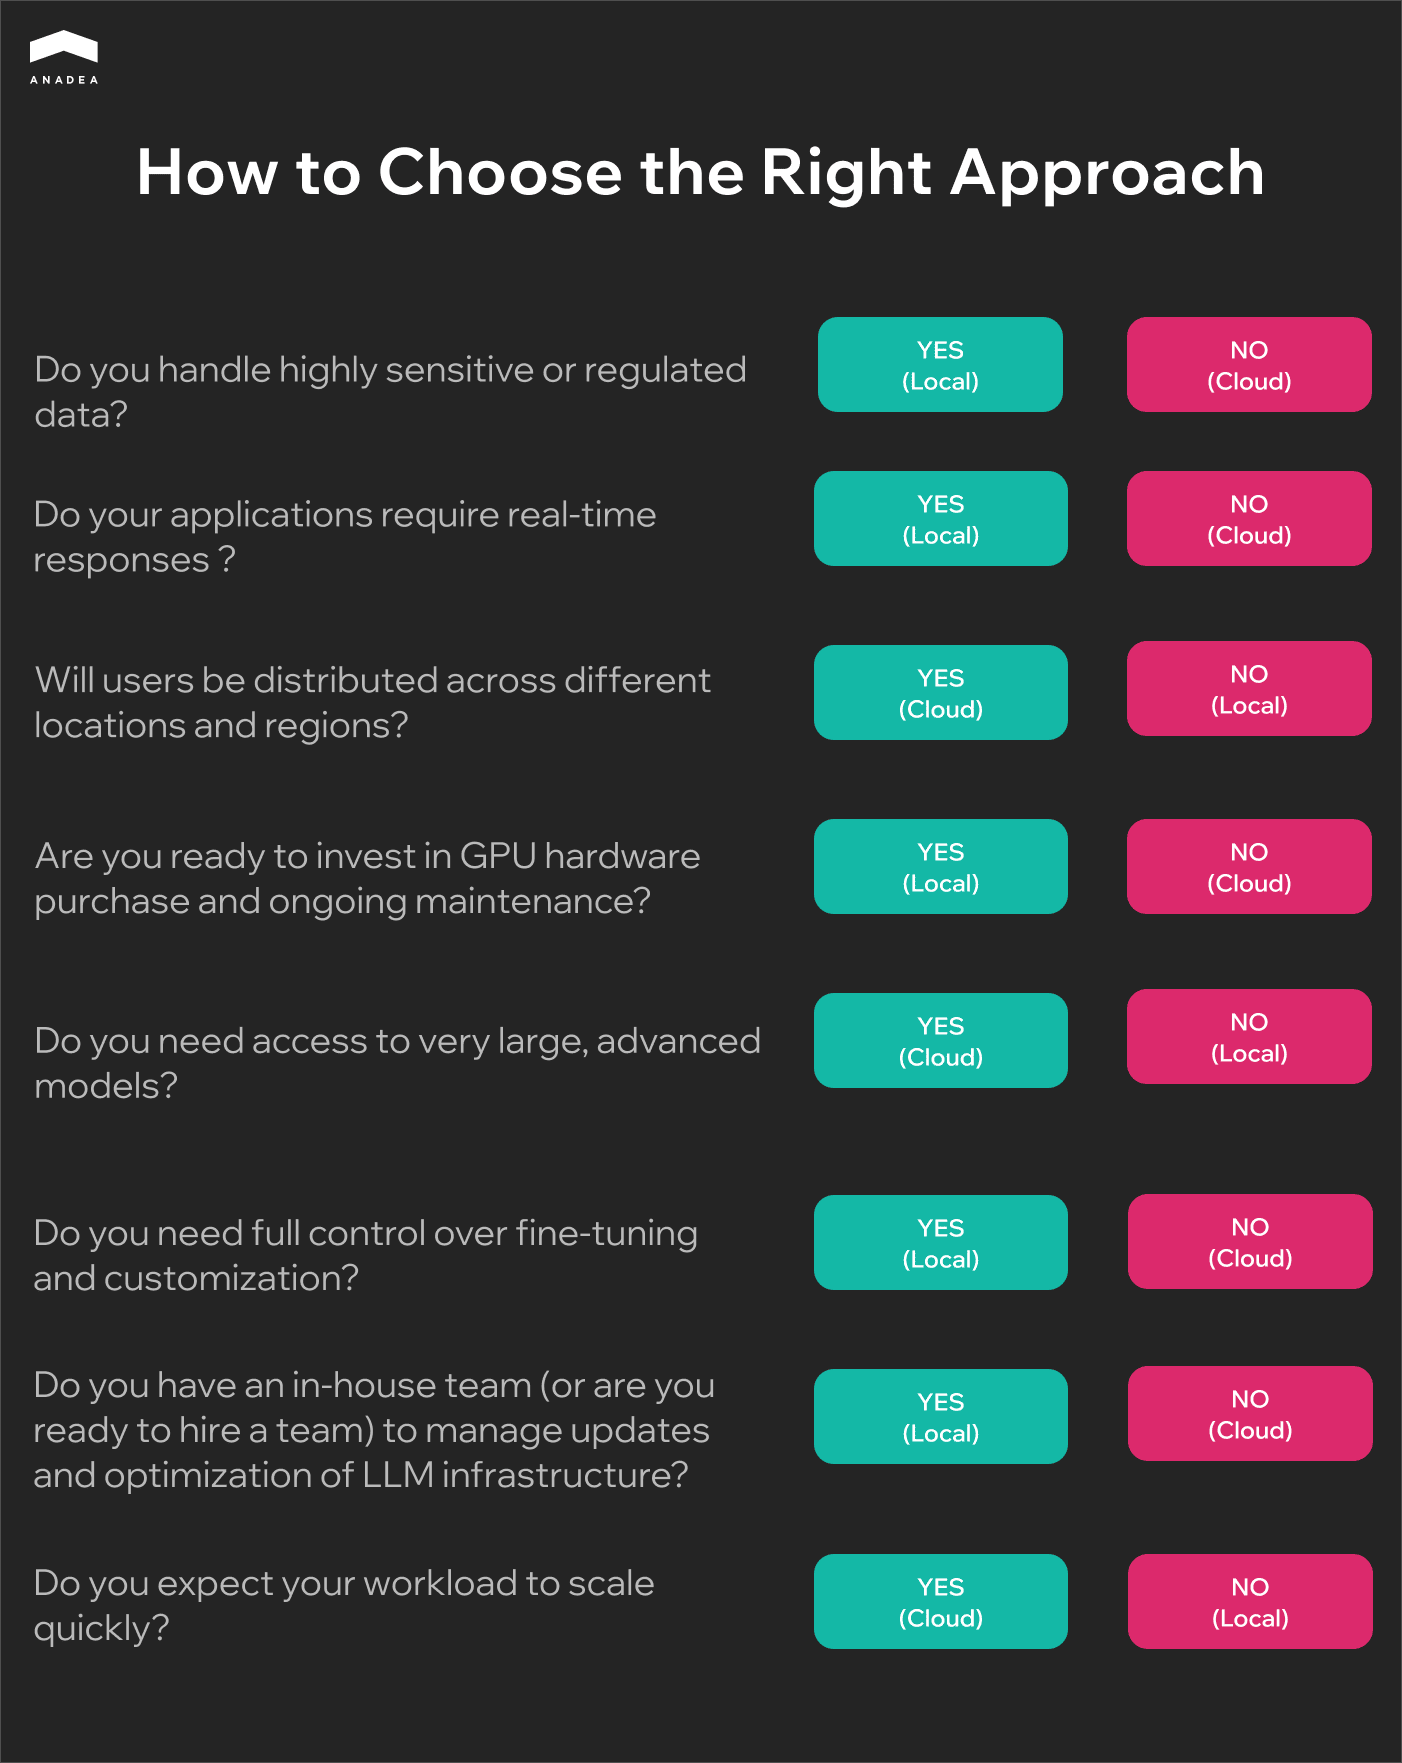 ANADEA
How to Choose the Right Approach
Do you handle highly sensitive or regulated
data?
YES
(Local)
NO
(Cloud)
Do your applications require real-time
responses ?
YES
(Local)
NO
(Cloud)
Will users be distributed across different
locations and regions?
YES
(Cloud)
NO
(Local)
Are you ready to invest in GPU hardware
purchase and ongoing maintenance?
YES
(Local)
NO
(Cloud)
Do you need access to very large, advanced
models?
YES
(Cloud)
NO
(Local)
Do you need full control over fine-tuning
and customization?
YES
(Local)
NO
(Cloud)
Do you have an in-house team (or are you
ready to hire a team) to manage updates
and optimization of LLM infrastructure?
YES
(Local)
NO
(Cloud)
Do you expect your workload to scale
quickly?
YES
(Cloud)
NO
(Local)